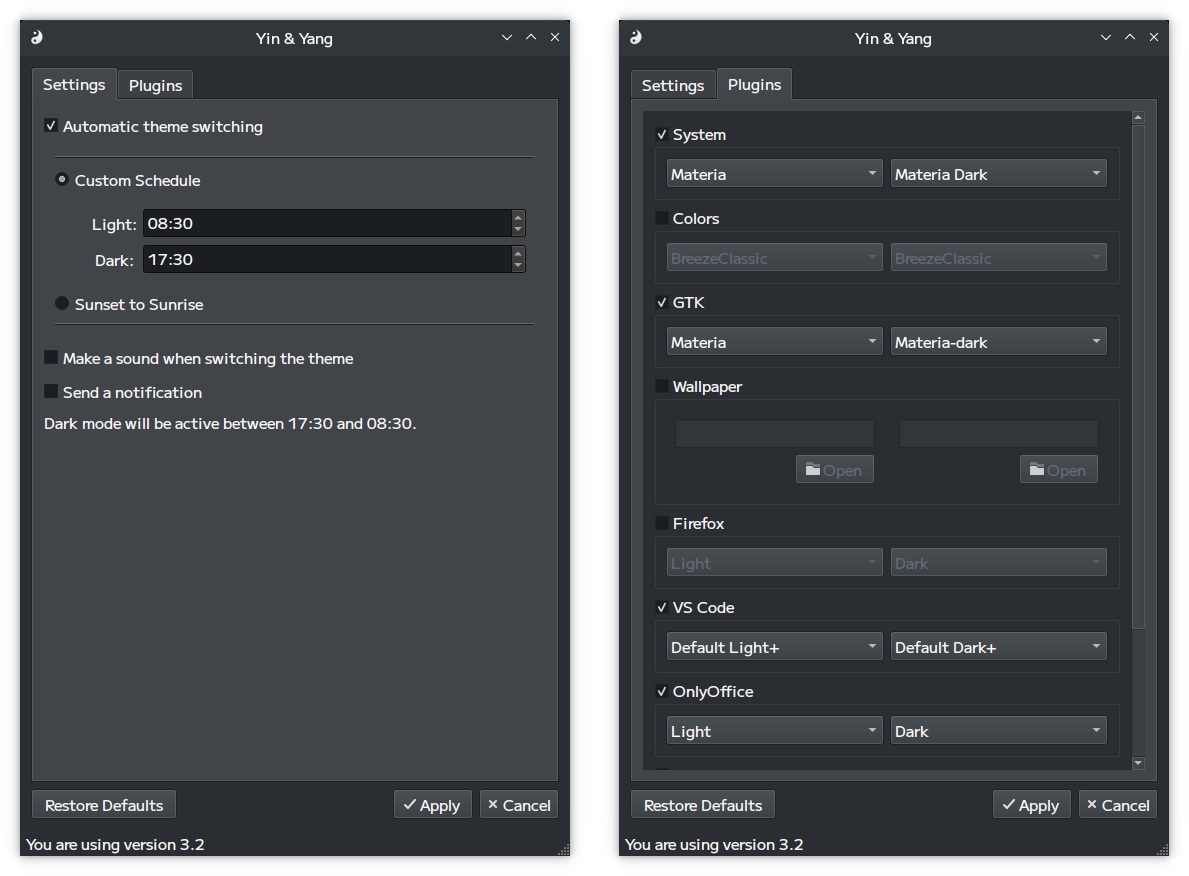 Yin & Yang
Settings Plugins
Automatic theme switching
Custom Schedule
Light: 08:30
Dark: 17:30
Sunset to Sunrise
Make a sound when switching the theme
Send a notification
Dark mode will be active between 17:30 and 08:30.
Restore Defaults Apply Cancel
You are using version 3.2
Yin & Yang
Settings Plugins
System
Materia Materia Dark
Colors
BreezeClassic BreezeClassic
GTK
Materia Materia-dark
Wallpaper
Open Open
Firefox
Light Dark
VS Code
Default Light+ Default Dark+
OnlyOffice
Light Dark
Restore Defaults Apply Cancel
You are using version 3.2